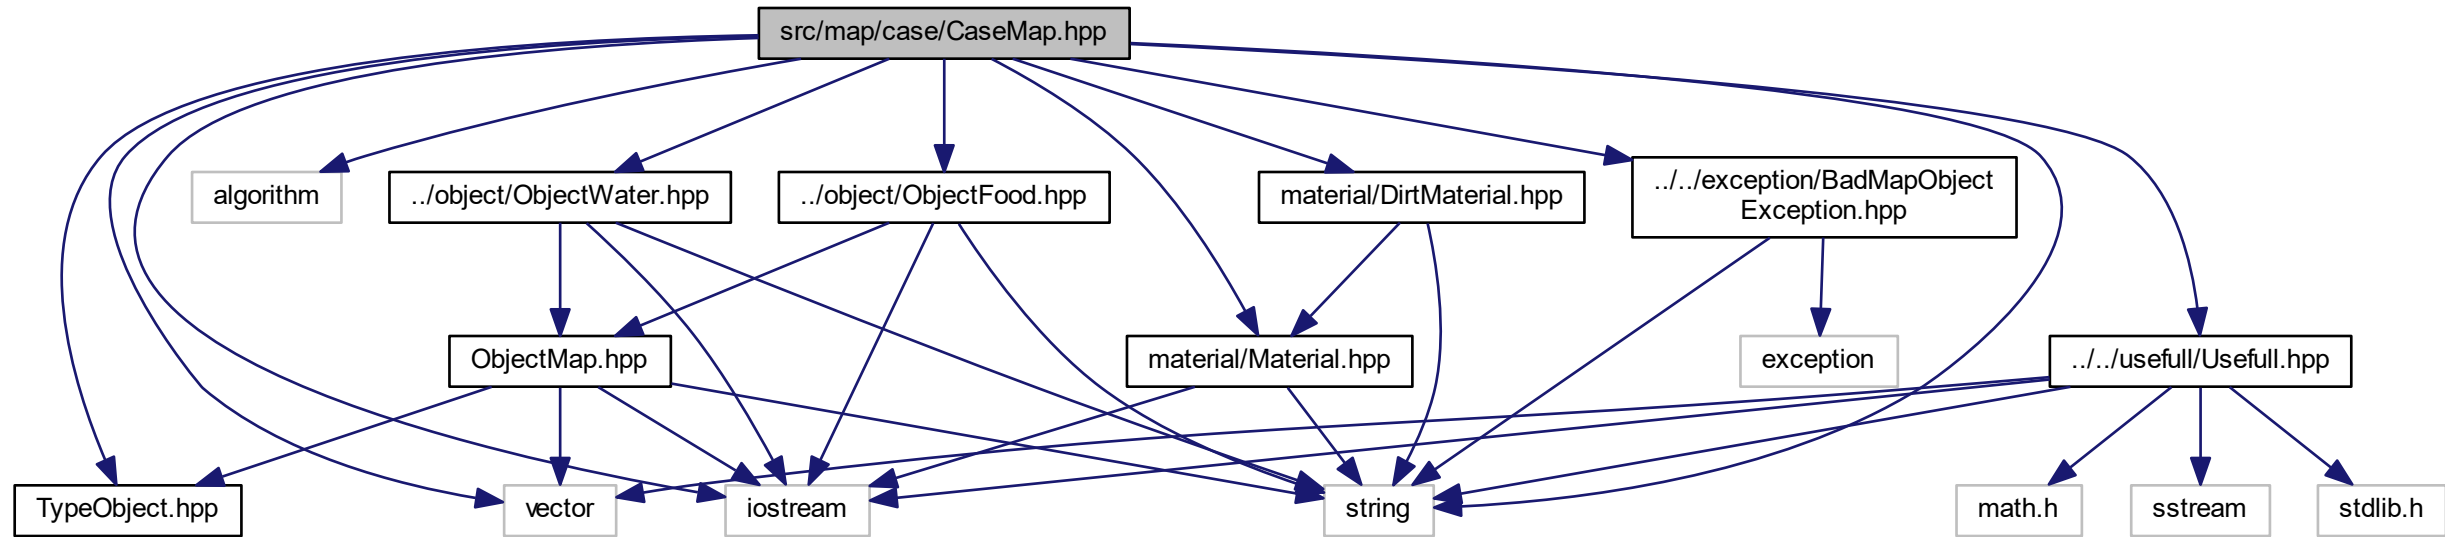 src/map/case/CaseMap.hpp
algorithm
../object/ObjectWater.hpp
../object/ObjectFood.hpp
material/DirtMaterial.hpp
../../exception/BadMapObject
Exception.hpp
ObjectMap.hpp
material/Material.hpp
exception
../../usefull/Usefull.hpp
TypeObject.hpp
vector
iostream
string
math.h
sstream
stdlib.h